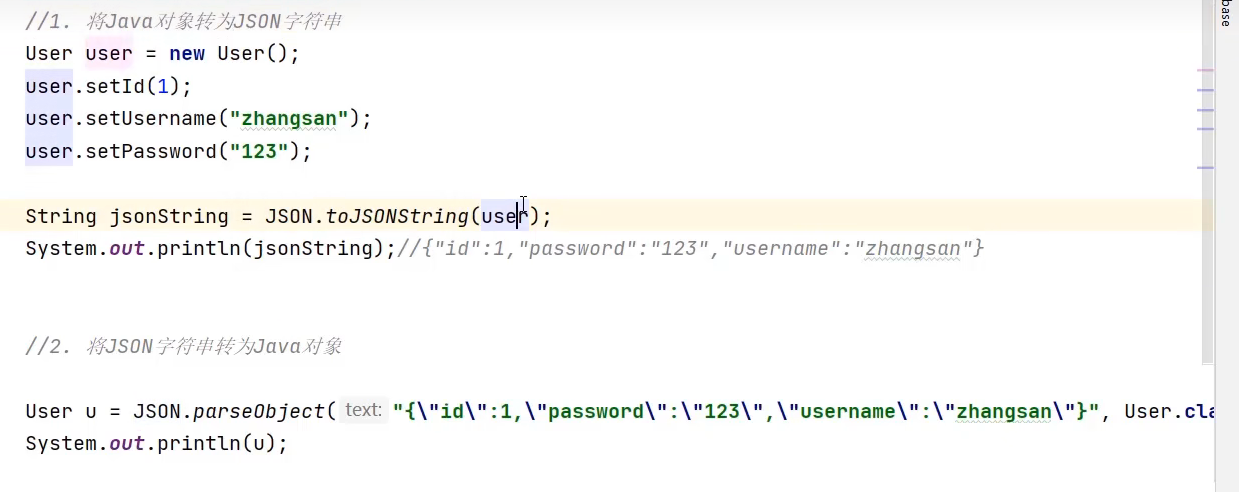 //1. 将Java对象转为JSON字符串
User user = new User();
user.setId(1);
user.setUsername("zhangsan");
user.setPassword("123");
String jsonString = JSON.toJSONString(user);
System.out.println(jsonString);//{"id":1,"password":"123","username":"zhangsan"}
//2. 将JSON字符串转为Java对象
User u = JSON.parseObject( text: "{\"id\":1,\"password\":\"123\",\"username\":\"zhangsan\"}", User.cla
System.out.println(u);
base